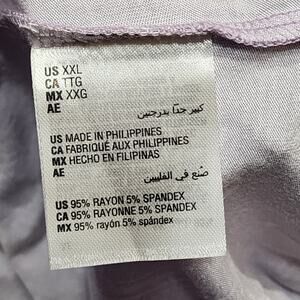 US XXL
CA TTG
MX XXG
AE
كبير جدًا بدرجتين
US MADE IN PHILIPPINES
CA FABRIQUÉ AUX PHILIPPINES
MX HECHO EN FILIPINAS
AE
صُنع في الفلبين
US 95% RAYON 5% SPANDEX
CA 95% RAYONNE 5% SPANDEX
MX 95% rayón 5% spándex